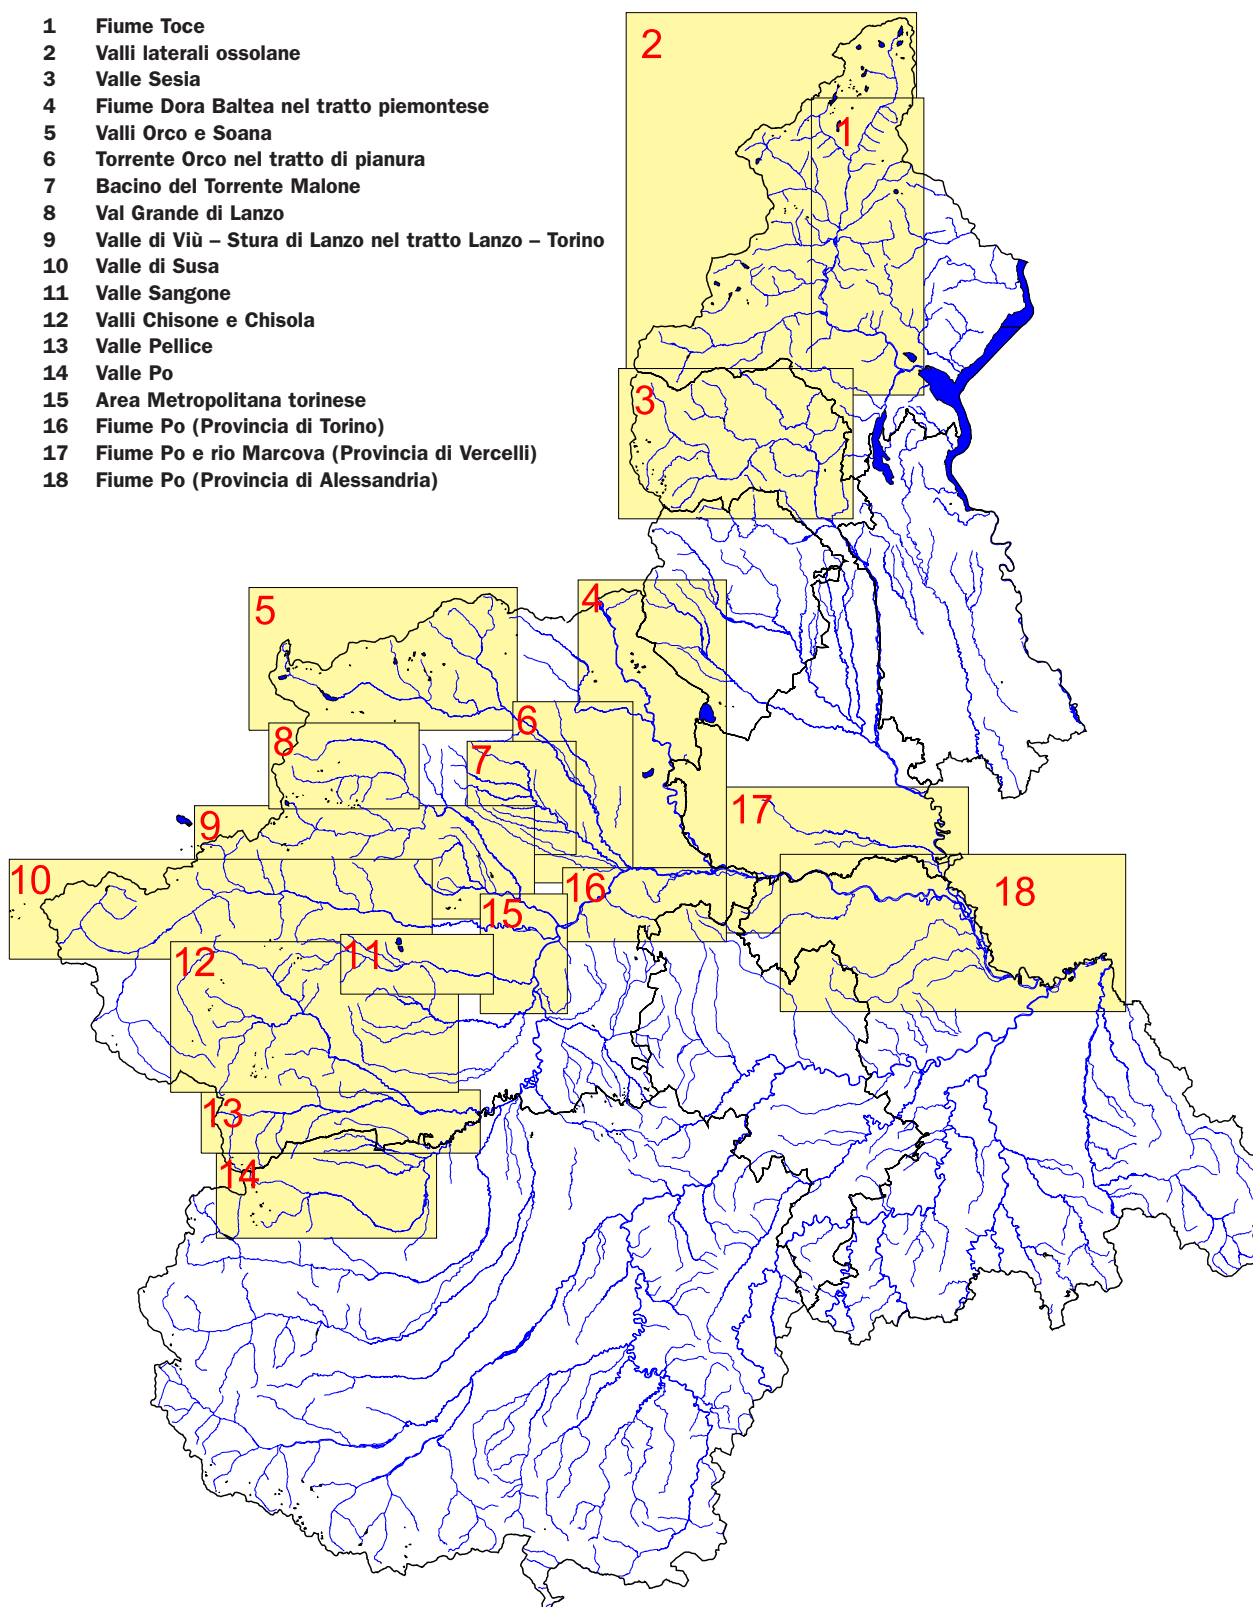 1 Fiume Toce
2 Valli laterali ossolane
3 Valle Sesia
4 Fiume Dora Baltea nel tratto piemontese
5 Valli Orco e Soana
6 Torrente Orco nel tratto di pianura
7 Bacino del Torrente Malone
8 Val Grande di Lanzo
9 Valle di Viù – Stura di Lanzo nel tratto Lanzo – Torino
10 Valle di Susa
11 Valle Sangone
12 Valli Chisone e Chisola
13 Valle Pellice
14 Valle Po
15 Area Metropolitana torinese
16 Fiume Po (Provincia di Torino)
17 Fiume Po e rio Marcova (Provincia di Vercelli)
18 Fiume Po (Provincia di Alessandria)
2
1
3
4
5
6
8
7
17
9
10
16
18
15
11
12
13
14